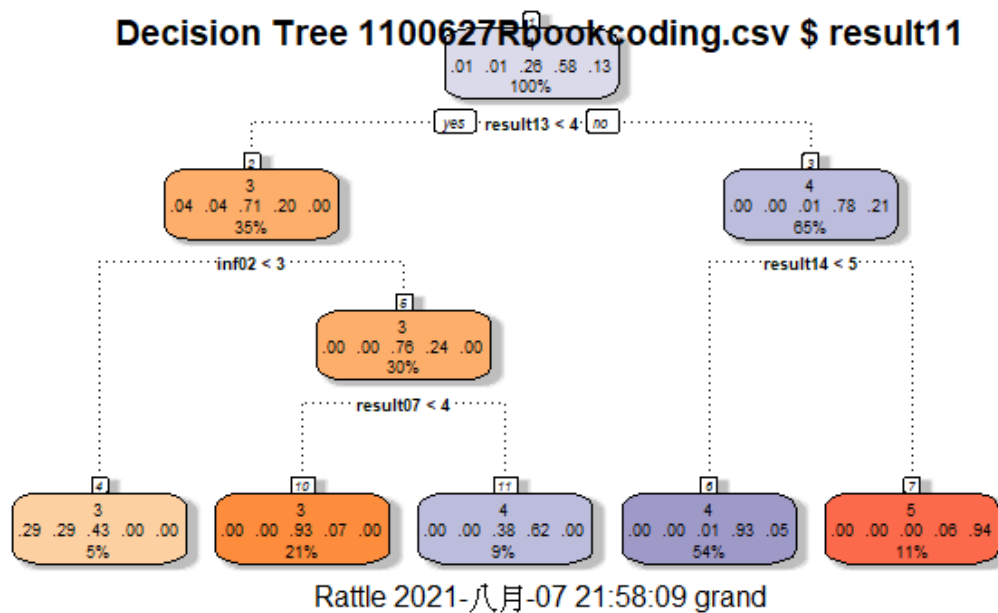 Decision Tree 1100627Rbookcoding.csv $ result11
1
.01 .01 .26 .58 .13
100%
yes result13 < 4 no
2
3
.04 .04 .71 .20 .00
35%
3
4
.00 .00 .01 .78 .21
65%
inf02 < 3
result14 < 5
5
3
.00 .00 .76 .24 .00
30%
result07 < 4
4
3
.29 .29 .43 .00 .00
5%
10
3
.00 .00 .93 .07 .00
21%
11
4
.00 .00 .38 .62 .00
9%
6
4
.00 .00 .01 .93 .05
54%
7
5
.00 .00 .00 .06 .94
11%
Rattle 2021-八月-07 21:58:09 grand